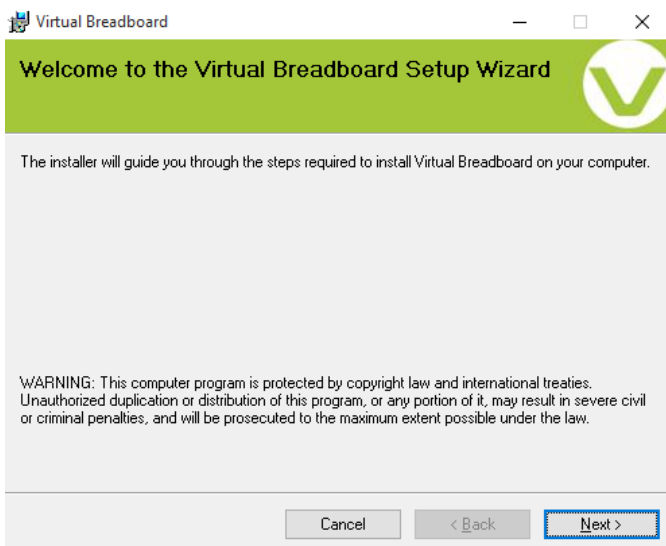 Virtual Breadboard
Welcome to the Virtual Breadboard Setup Wizard
The installer will guide you through the steps required to install Virtual Breadboard on your computer.
WARNING: This computer program is protected by copyright law and international treaties.
Unauthorized duplication or distribution of this program, or any portion of it, may result in severe civil
or criminal penalties, and will be prosecuted to the maximum extent possible under the law.
Cancel
< Back
Next >